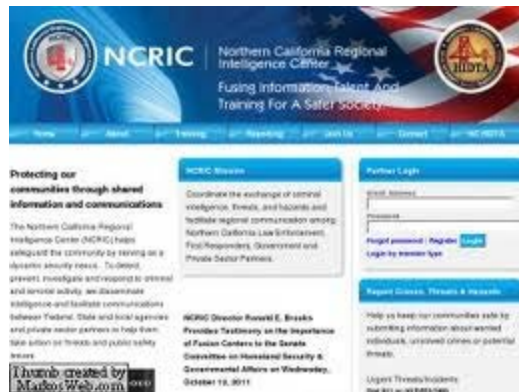 NCRIC
Northern California Regional
Intelligence Center
Fusing Information, Talent And
Training For A Safer Society
HIDTA
Home About Training Reporting Join Us Contact NC HIDTA
Protecting our
communities through shared
information and communications
The Northern California Regional
Intelligence Center (NCRIC) helps
safeguard the community by serving as a
dynamic security nexus. To detect,
prevent, investigate and respond to criminal
and terrorist activity, we disseminate
intelligence and facilitate communications
between Federal, State and local agencies
and private sector partners to help them
take action on threats and public safety
issues.
NCRIC Mission
Coordinate the exchange of criminal
intelligence, threats, and hazards and
facilitate regional communication among
Northern California Law Enforcement,
First Responders, Government and
Private Sector Partners.
NCRIC Director Ronald E. Brooks
Provides Testimony on the Importance
of Fusion Centers to the Senate
Committee on Homeland Security &
Governmental Affairs on Wednesday,
October 12, 2011
Partner Login
Email Address
Password
Forgot password | Register Login
Login by member type
Report Crimes, Threats & Hazards
Help us keep our communities safe by
submitting information about wanted
individuals, unsolved crimes or potential
threats.
Urgent Threats/Incidents
Thumb created by
MarkosWeb.com